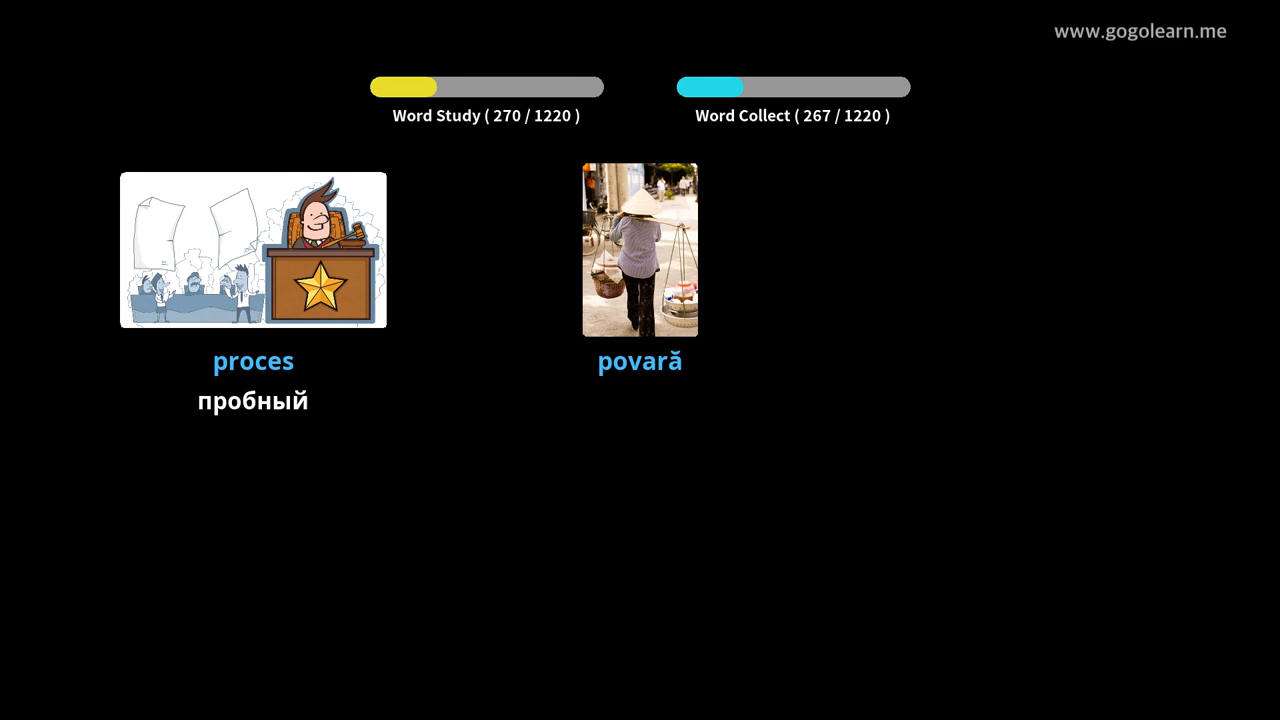 www.gogolearn.me
Word Study ( 270 / 1220 )
Word Collect ( 267 / 1220 )
proces
povară
пробный